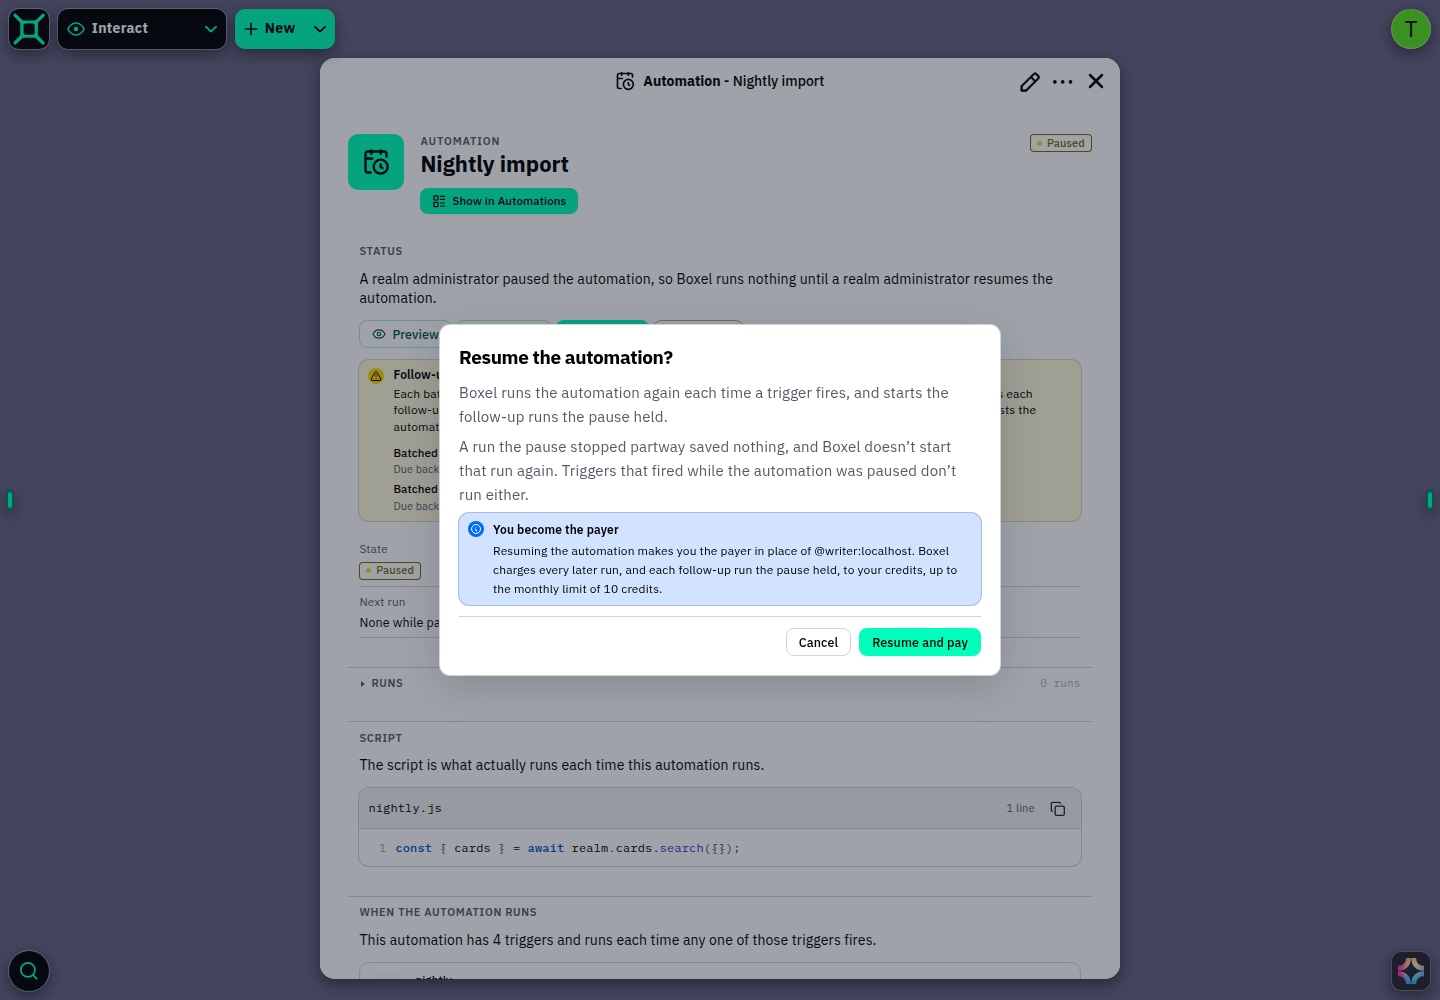 Interact
New
T
Automation - Nightly import
AUTOMATION
Nightly import
Paused
Show in Automations
STATUS
A realm administrator paused the automation, so Boxel runs nothing until a realm administrator resumes the
automation.
Preview
Resume the automation?
Boxel runs the automation again each time a trigger fires, and starts the
follow-up runs the pause held.
A run the pause stopped partway saved nothing, and Boxel doesn’t start
that run again. Triggers that fired while the automation was paused don’t
run either.
You become the payer
Resuming the automation makes you the payer in place of @writer:localhost. Boxel
charges every later run, and each follow-up run the pause held, to your credits, up to
the monthly limit of 10 credits.
Cancel
Resume and pay
Each bat
each
follow-u
automat
Batched
Due back
Batched
Due back
State
Paused
Next run
None while pa
RUNS
0 runs
SCRIPT
The script is what actually runs each time this automation runs.
nightly.js
1 line
1 const { cards } = await realm.cards.search({});
WHEN THE AUTOMATION RUNS
This automation has 4 triggers and runs each time any one of those triggers fires.
nightly